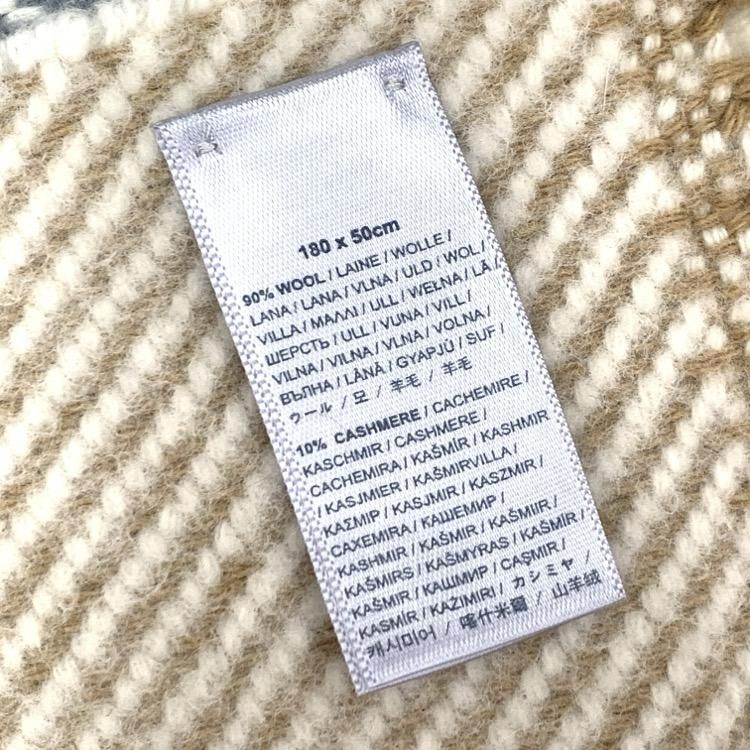 180 x 50cm
90% WOOL / LAINE / WOLLE /
LANA / LANA / VLNA / ULD / WOL /
VILLA / ΜΑΛΛΙ / ULL / WEŁNA / LÃ /
ШЕРСТЬ / ULL / VUNA / VILL /
VILNA / VILNA / VLNA / VOLNA /
ВЪЛНА / LÂNĂ / GYAPJÚ / SUF /
ウール / 모 / 羊毛 / 羊毛
10% CASHMERE / CACHEMIRE /
KASCHMIR / CASHMERE /
CACHEMIRA / KAŠMÍR / KASHMIR
/ KASJMIER / KAŠMIRVILLA /
ΚΑΣΜΙΡ / KASJMIR / KASZMIR /
CAXEMIRA / КАШЕМИР /
KASHMIR / KAŠMIR / KAŠMIIR /
KAŠMIRS / KAŠMYRAS / KAŠMÍR /
KAŠMIR / КАШМИР / CAŞMIR /
KASMÍR / KAZIMIRI / カシミヤ /
캐시미어 / 喀什米爾 / 山羊绒